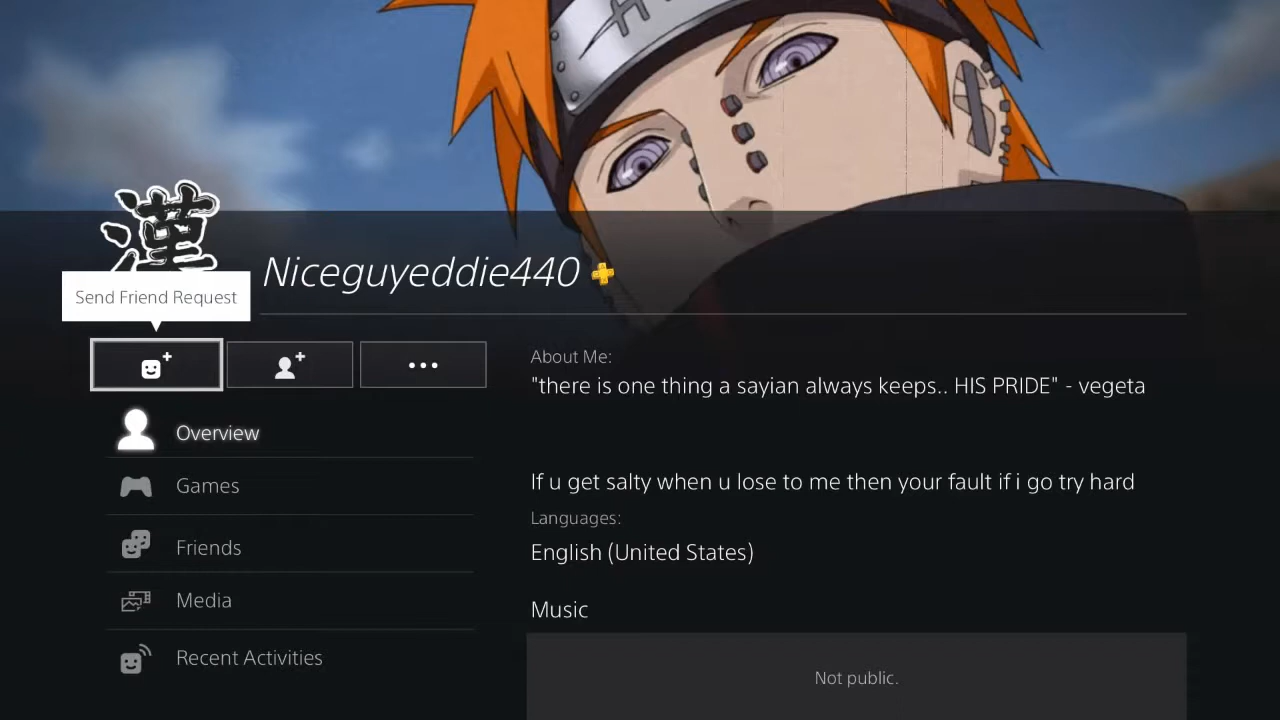 漢
Niceguyeddie440
Send Friend Request
About Me:
"there is one thing a sayian always keeps.. HIS PRIDE" - vegeta
If u get salty when u lose to me then your fault if i go try hard
Languages:
English (United States)
Music
Not public.
Overview
Games
Friends
Media
Recent Activities